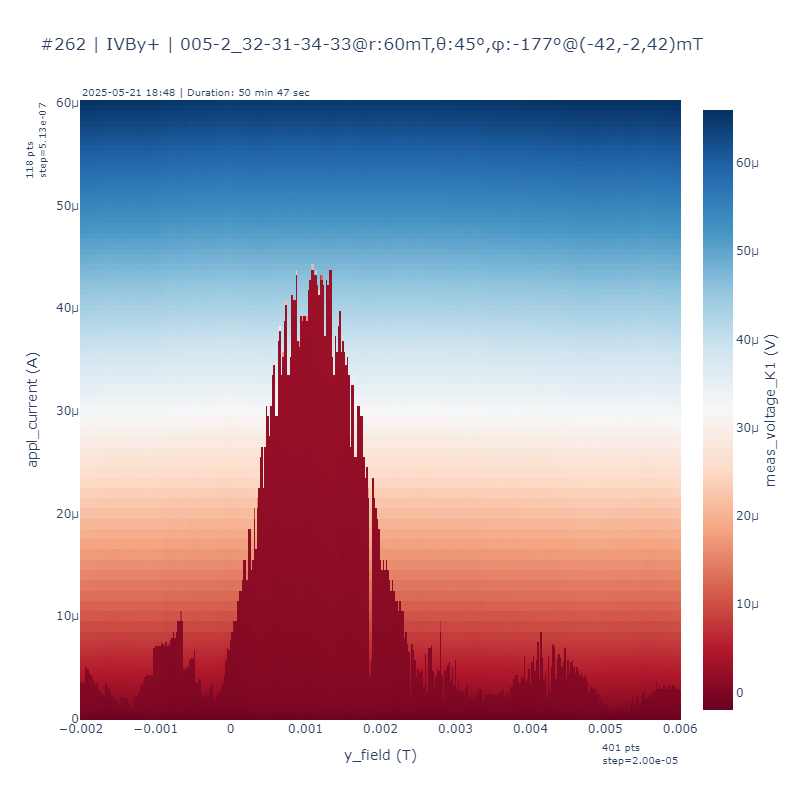 #262 | IVBy+ | 005-2_32-31-34-33@r:60mT,θ:45°,φ:-177°@(-42,-2,42)mT
2025-05-21 18:48 | Duration: 50 min 47 sec
118 pts
step=5.13e-07
60μ
50μ
40μ
30μ
20μ
10μ
0
appl_current (A)
−0.002
−0.001
0
0.001
0.002
0.003
0.004
0.005
0.006
y_field (T)
401 pts
step=2.00e-05
60μ
50μ
40μ
30μ
20μ
10μ
0
meas_voltage_K1 (V)